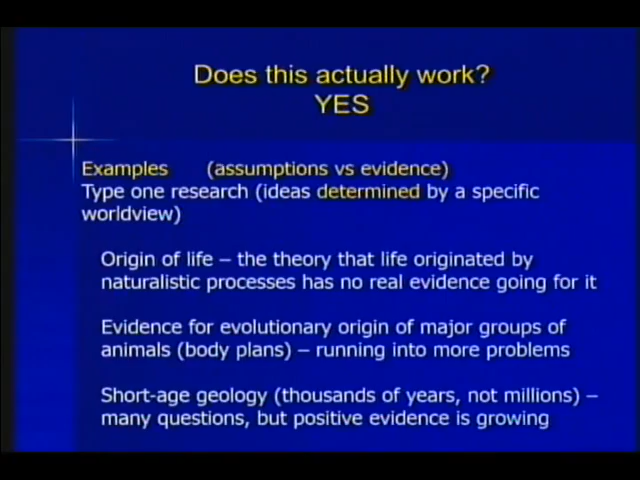 Does this actually work?
YES
Examples (assumptions vs evidence)
Type one research (ideas determined by a specific
worldview)
Origin of life – the theory that life originated by
naturalistic processes has no real evidence going for it
Evidence for evolutionary origin of major groups of
animals (body plans) – running into more problems
Short-age geology (thousands of years, not millions) –
many questions, but positive evidence is growing